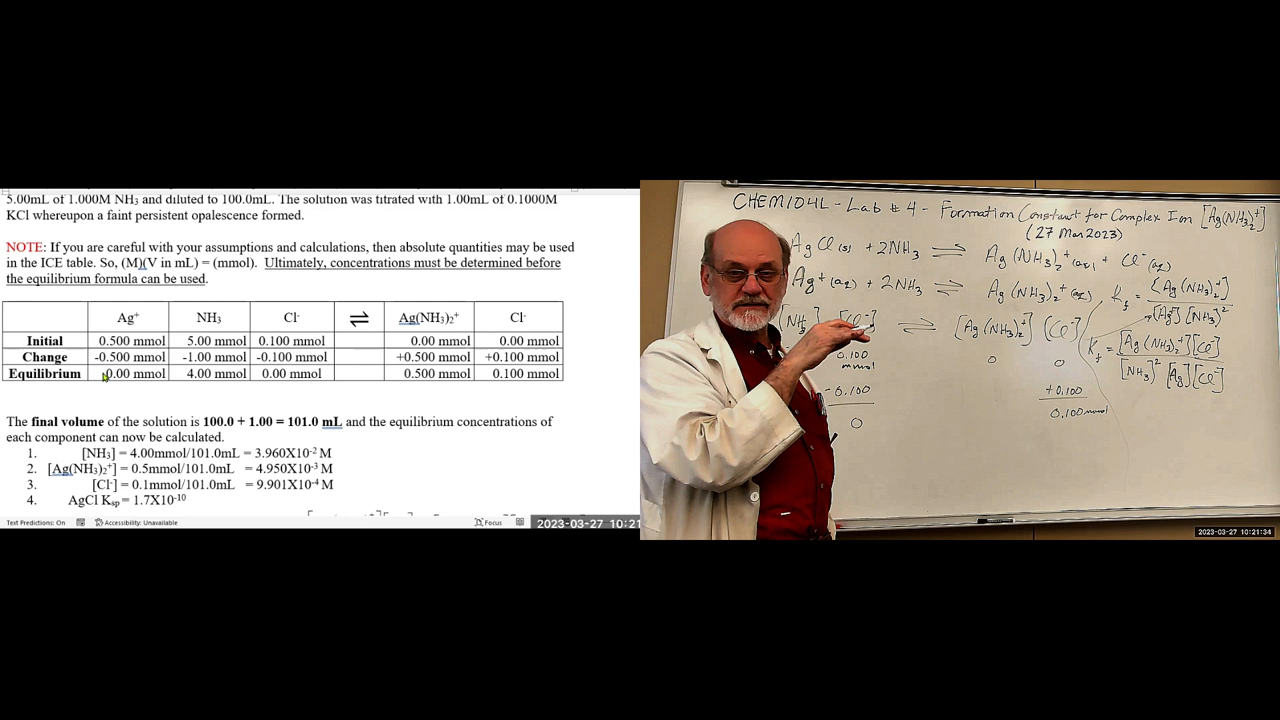 5.00mL of 1.000M NH3 and diluted to 100.0mL. The solution was titrated with 1.00mL of 0.1000M
KCl whereupon a faint persistent opalescence formed.
NOTE: If you are careful with your assumptions and calculations, then absolute quantities may be used
in the ICE table. So, (M)(V in mL) = (mmol). Ultimately, concentrations must be determined before
the equilibrium formula can be used.
Ag⁺ NH₃ Cl⁻ ⇌ Ag(NH₃)₂⁺ Cl⁻
Initial 0.500 mmol 5.00 mmol 0.100 mmol 0.00 mmol 0.00 mmol
Change -0.500 mmol -1.00 mmol -0.100 mmol +0.500 mmol +0.100 mmol
Equilibrium 0.00 mmol 4.00 mmol 0.00 mmol 0.500 mmol 0.100 mmol
The final volume of the solution is 100.0 + 1.00 = 101.0 mL and the equilibrium concentrations of
each component can now be calculated.
1. [NH₃] = 4.00mmol/101.0mL = 3.960X10⁻² M
2. [Ag(NH₃)₂⁺] = 0.5mmol/101.0mL = 4.950X10⁻³ M
3. [Cl⁻] = 0.1mmol/101.0mL = 9.901X10⁻⁴ M
4. AgCl Ksp = 1.7X10⁻¹⁰
Text Predictions: On Accessibility: Unavailable Focus
2023-03-27 10:21
CHEM104L - Lab # 4 - Formation Constant for Complex Ion [Ag(NH₃)₂⁺]
(27 Mar 2023)
AgCl(s) + 2NH₃ ⇌ Ag(NH₃)₂⁺(aq) + Cl⁻(aq)
Ag⁺(aq) + 2NH₃ ⇌ Ag(NH₃)₂⁺(aq)
Kf = [Ag(NH₃)₂⁺]
[Ag][NH₃]²
[NH₃] [Cl⁻] ⇌ [Ag(NH₃)₂⁺] [Cl⁻]
Kf = [Ag(NH₃)₂⁺][Cl⁻]
[NH₃]² [Ag][Cl⁻]
0.100 0 0
mmol
-0.100 +0.100
0 0.100 mmol
2023-03-27 10:21:34